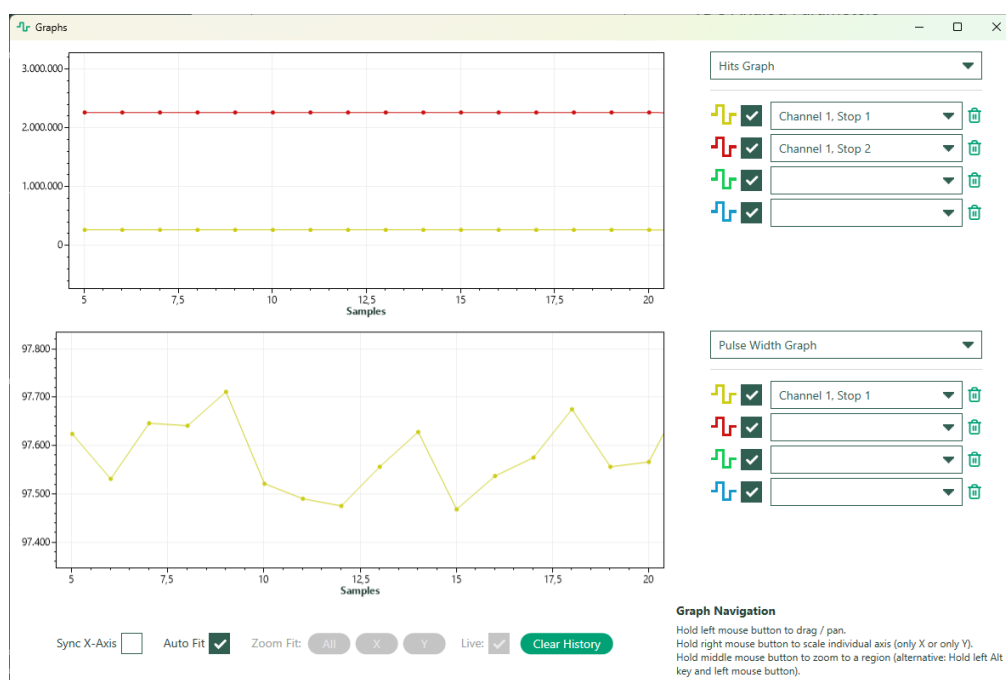 Graphs
Hits Graph
3.000.000
2.000.000
1.000.000
0
5 7,5 10 12,5 15 17,5 20
Samples
Channel 1, Stop 1
Channel 1, Stop 2
97.800
97.700
97.600
97.500
97.400
5 7,5 10 12,5 15 17,5 20
Samples
Pulse Width Graph
Channel 1, Stop 1
Sync X-Axis Auto Fit Zoom Fit: All X Y Live: Clear History
Graph Navigation
Hold left mouse button to drag / pan.
Hold right mouse button to scale individual axis (only X or only Y).
Hold middle mouse button to zoom to a region (alternative: Hold left Alt
key and left mouse button).